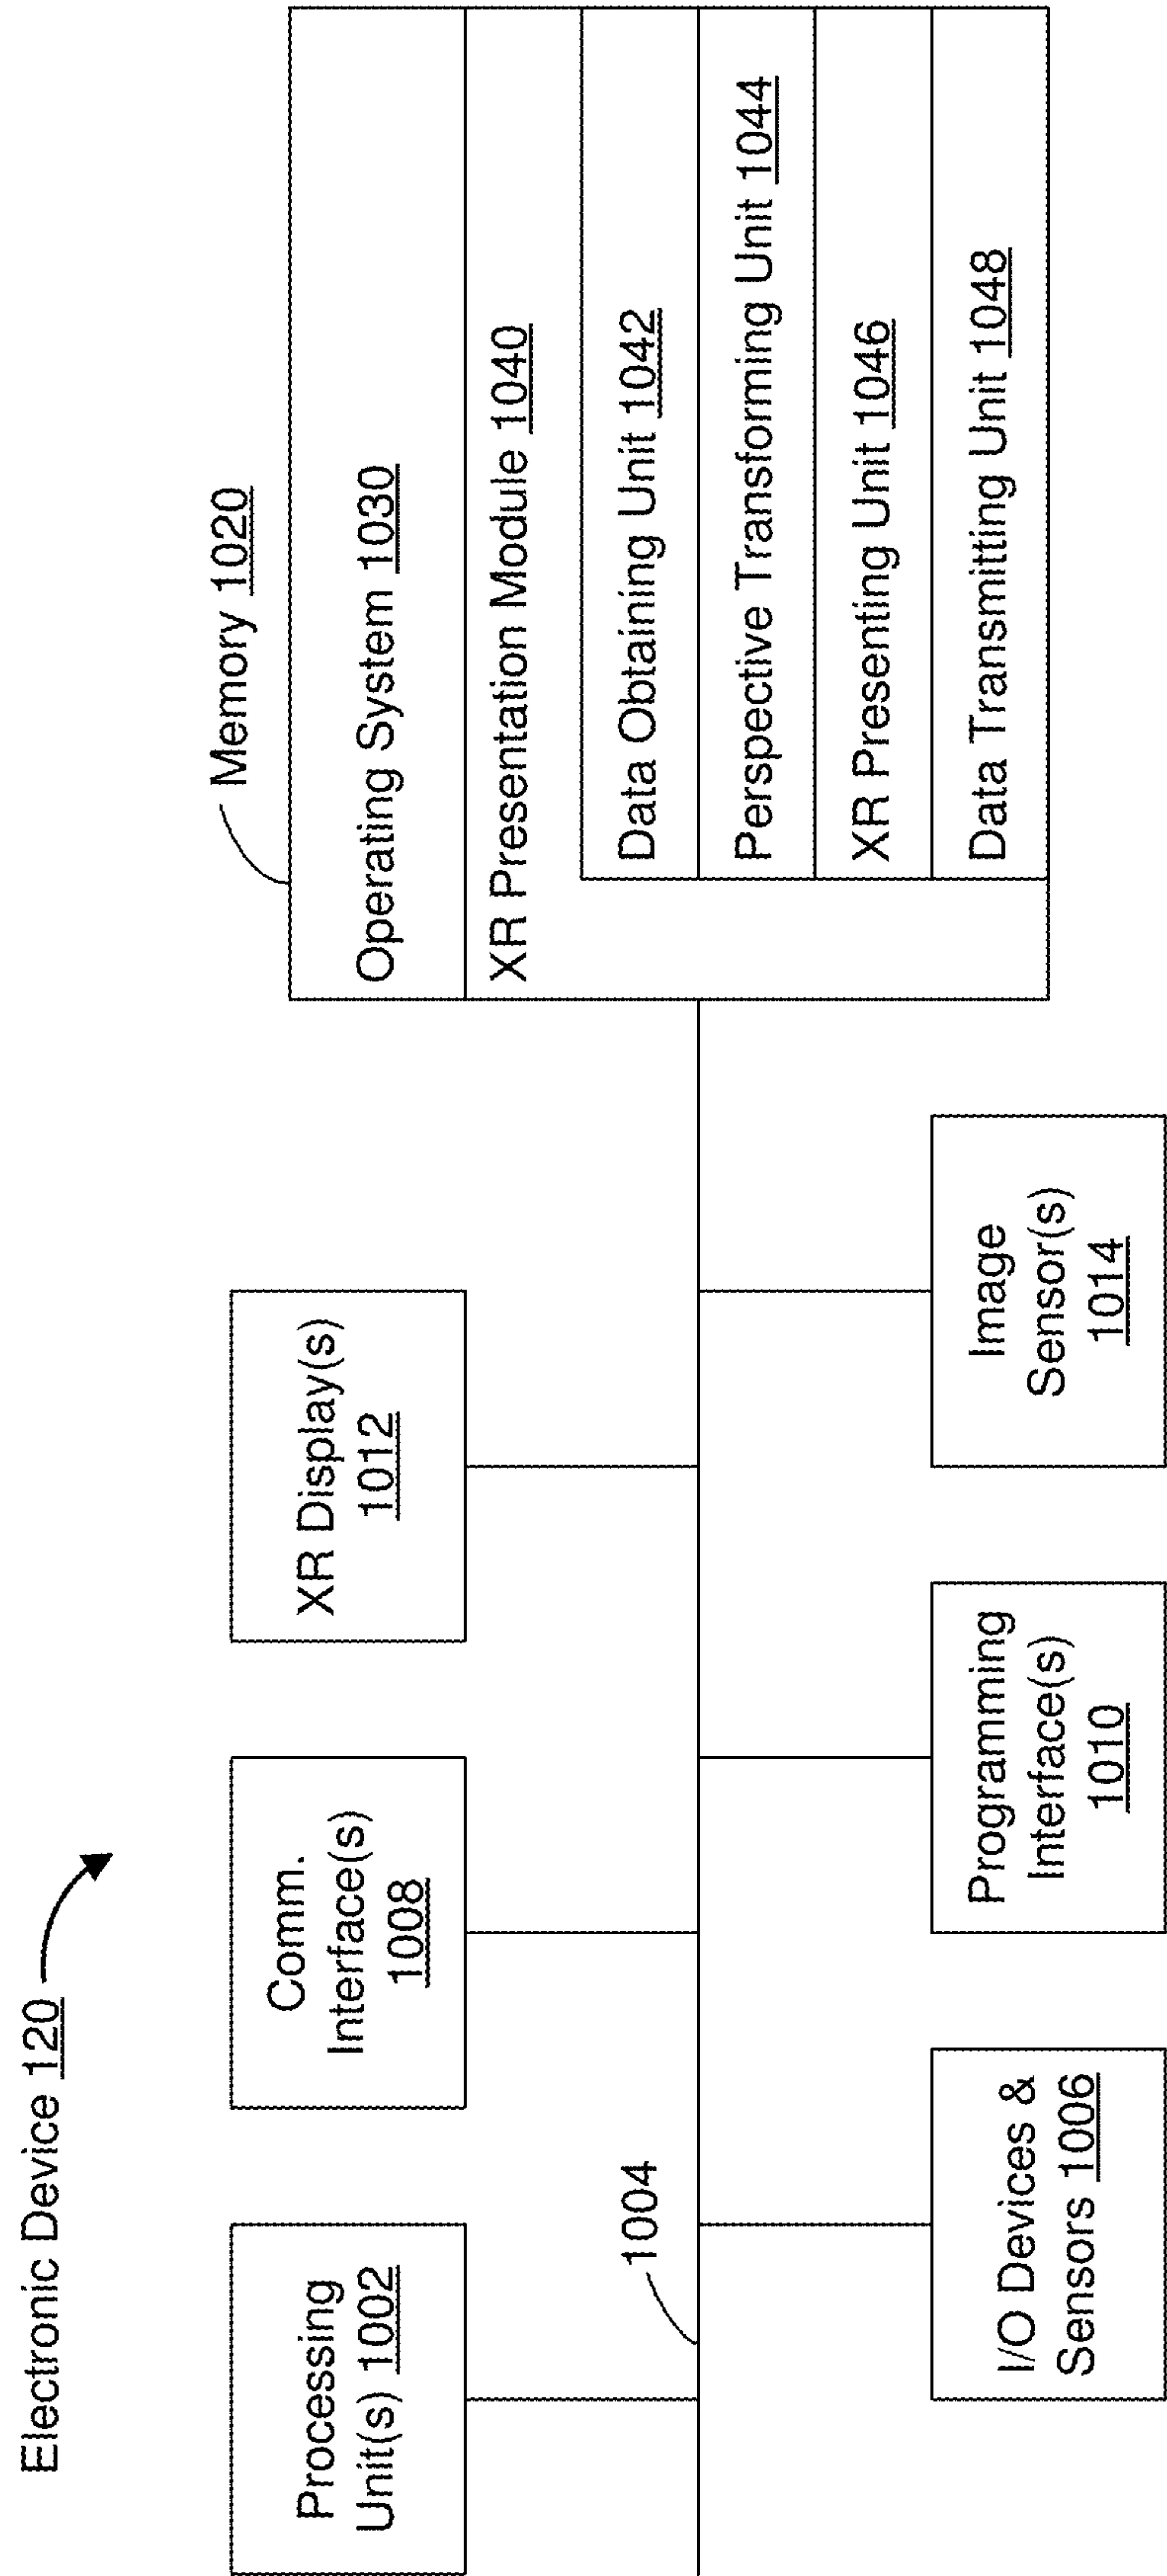 Electronic Device 120
Processing
Unit(s) 1002
Comm.
Interface(s)
1008
XR Display(s)
1012
1004
I/O Devices &
Sensors 1006
Programming
Interface(s)
1010
Image
Sensor(s)
1014
Memory 1020
Operating System 1030
XR Presentation Module 1040
Data Obtaining Unit 1042
Perspective Transforming Unit 1044
XR Presenting Unit 1046
Data Transmitting Unit 1048